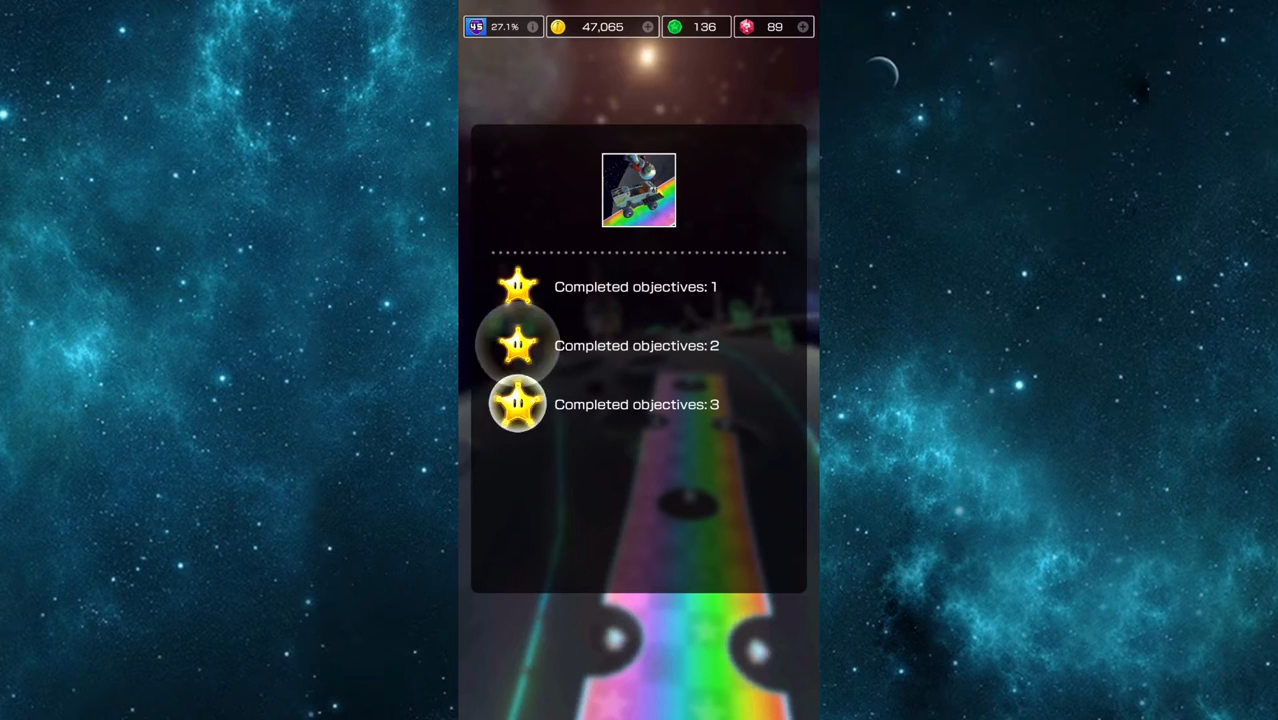 45 27.1% i 47,065 + 136 89 +
Completed objectives: 1
Completed objectives: 2
Completed objectives: 3